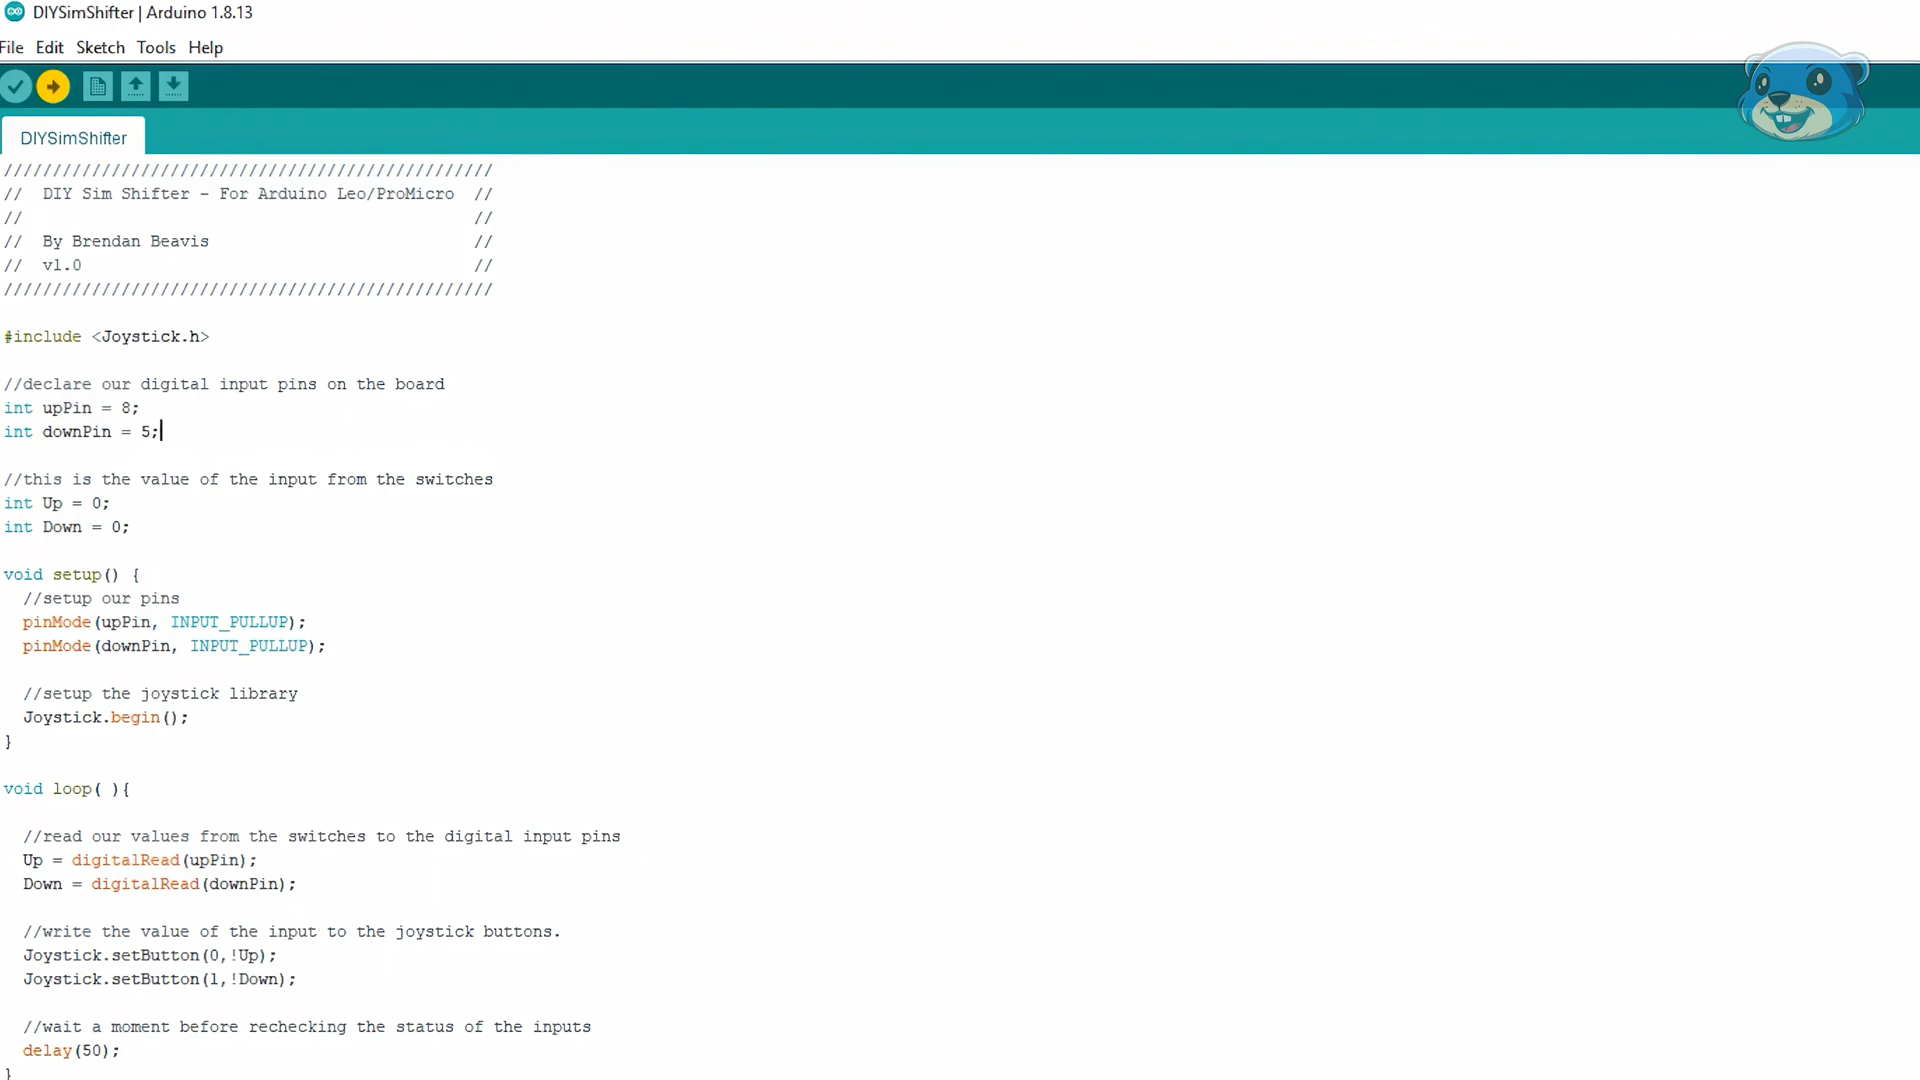 DIYSimShifter | Arduino 1.8.13
File Edit Sketch Tools Help
DIYSimShifter
//////////////////////////////////////////////////
//  DIY Sim Shifter - For Arduino Leo/ProMicro  //
//                                              //
//  By Brendan Beavis                           //
//  v1.0                                        //
//////////////////////////////////////////////////
#include <Joystick.h>
//declare our digital input pins on the board
int upPin = 8;
int downPin = 5;
//this is the value of the input from the switches
int Up = 0;
int Down = 0;
void setup() {
  //setup our pins
  pinMode(upPin, INPUT_PULLUP);
  pinMode(downPin, INPUT_PULLUP);
  //setup the joystick library
  Joystick.begin();
}
void loop( ){
  //read our values from the switches to the digital input pins
  Up = digitalRead(upPin);
  Down = digitalRead(downPin);
  //write the value of the input to the joystick buttons.
  Joystick.setButton(0,!Up);
  Joystick.setButton(1,!Down);
  //wait a moment before rechecking the status of the inputs
  delay(50);
}